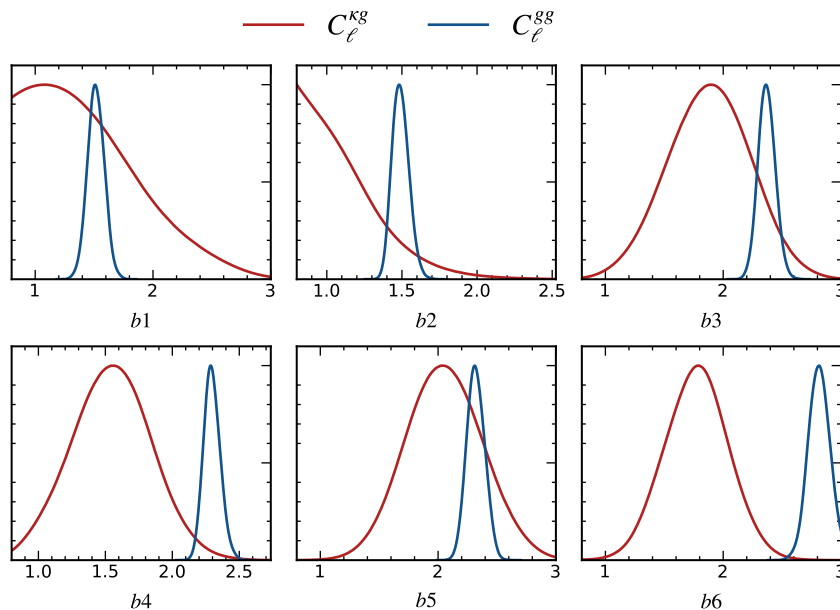 C_ℓ^{κg} C_ℓ^{gg}
1 2 3 1.0 1.5 2.0 2.5 1 2 3
b1 b2 b3
1.0 1.5 2.0 2.5 1 2 3 1 2 3
b4 b5 b6